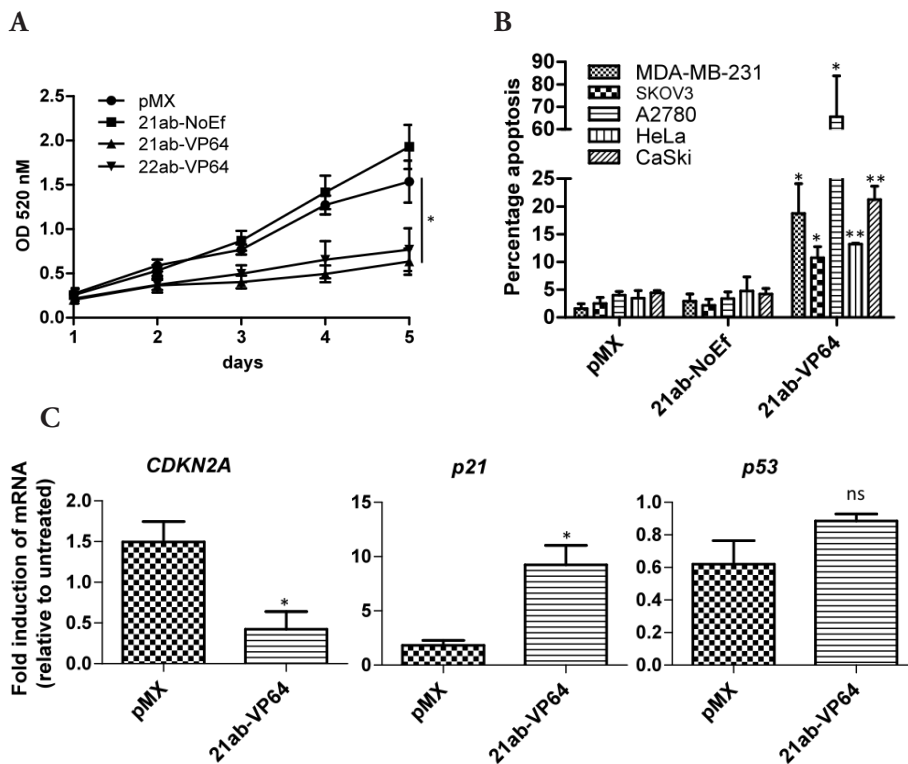 A
2.5
2.0
1.5
1.0
0.5
0.0
OD 520 nM
pMX
21ab-NoEf
21ab-VP64
22ab-VP64
*
1 2 3 4 5
days
B
90
80
70
60
25
20
15
10
5
0
Percentage apoptosis
MDA-MB-231
SKOV3
A2780
HeLa
CaSki
* * * ** **
pMX 21ab-NoEf 21ab-VP64
C
Fold induction of mRNA
(relative to untreated)
CDKN2A
2.0
1.5
1.0
0.5
0.0
*
pMX 21ab-VP64
p21
15
10
5
0
*
pMX 21ab-VP64
p53
1.0
0.8
0.6
0.4
0.2
0.0
ns
pMX 21ab-VP64